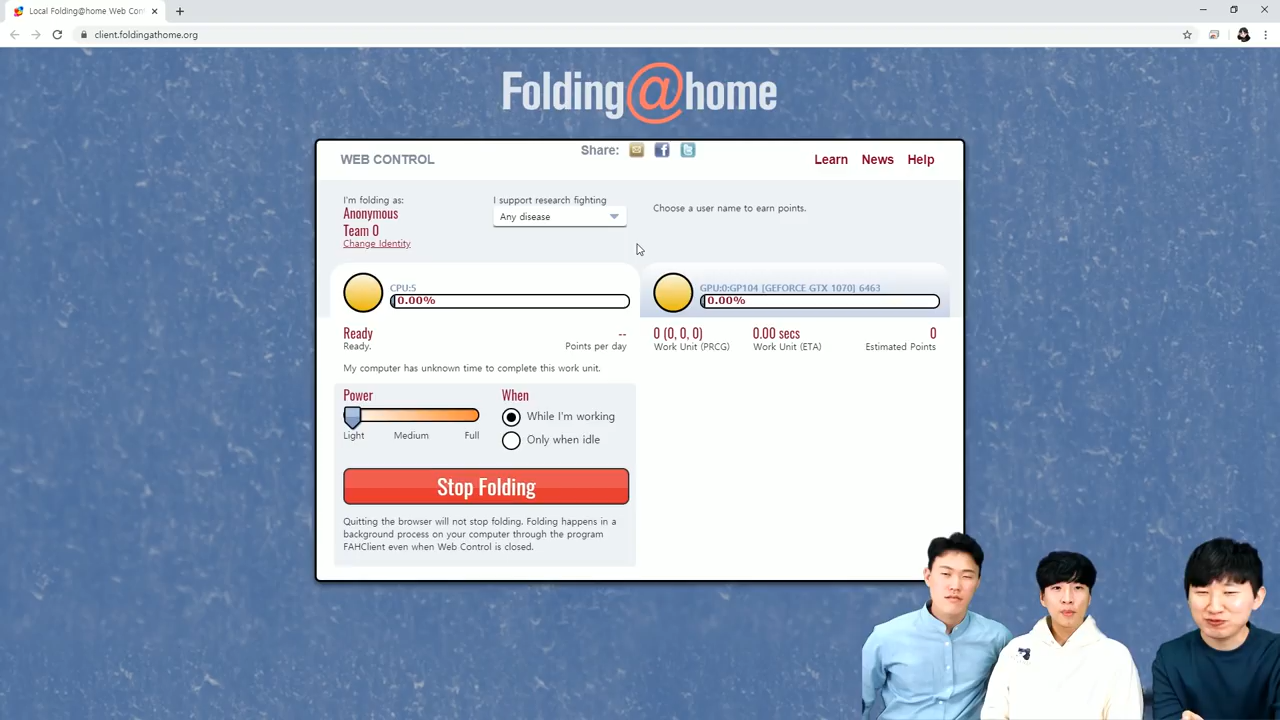 Local Folding@home Web Con
client.foldingathome.org
Folding@home
WEB CONTROL
Share:
Learn
News
Help
I'm folding as:
Anonymous
Team 0
Change Identity
I support research fighting
Any disease
Choose a user name to earn points.
CPU:5
0.00%
GPU:0:GP104 [GEFORCE GTX 1070] 6463
0.00%
Ready
Ready.
--
Points per day
0 (0, 0, 0)
Work Unit (PRCG)
0.00 secs
Work Unit (ETA)
0
Estimated Points
My computer has unknown time to complete this work unit.
Power
Light
Medium
Full
When
While I'm working
Only when idle
Stop Folding
Quitting the browser will not stop folding. Folding happens in a
background process on your computer through the program
FAHClient even when Web Control is closed.